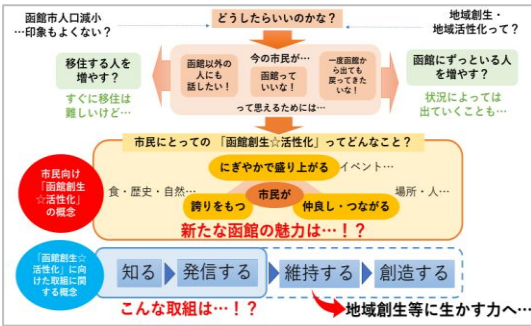 函館市人口減小
…印象もよくない?
どうしたらいいのかな?
地域創生・
地域活性化って?
移住する人を
増やす?
すぐに移住は
難しいけど…
今の市民が…
函館以外の
人にも
話したい!
函館って
いいな!
一度函館か
ら出ても
戻ってきた
いな!
って思えるためには…
函館にずっといる人
を増やす?
状況によっては
出ていくことも…
市民にとっての「函館創生☆活性化」ってどんなこと?
市民向け
「函館創生
☆活性化」
の概念
にぎやかで盛り上がる
イベント…
食・歴史・自然…
市民が
場所・人…
誇りをもつ
仲良し・つながる
新たな函館の魅力は…!?
「函館創生☆
活性化」に向
けた取組に関
する概念
知る
発信する
維持する
創造する
こんな取組は…!?
地域創生等に生かす力へ…